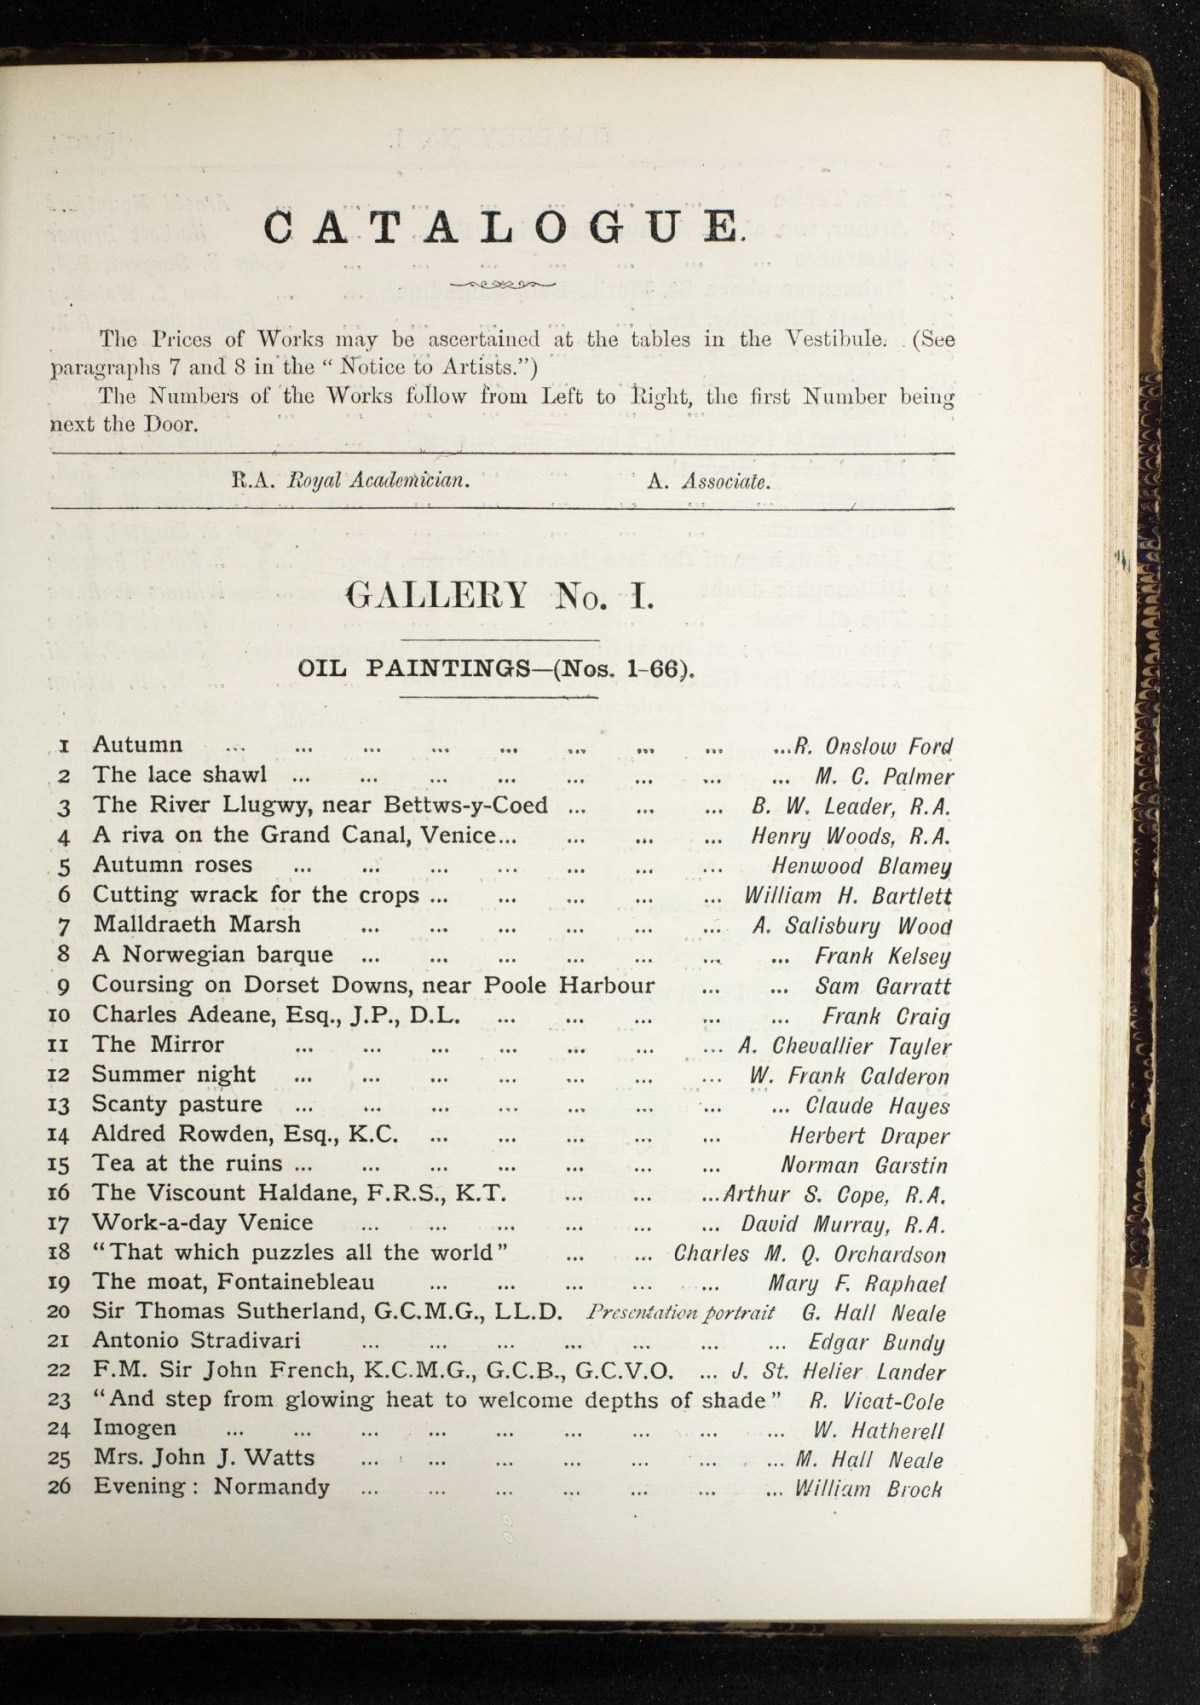 CATALOGUE.
The Prices of Works may be ascertained at the tables in the Vestibule. (See
paragraphs 7 and 8 in the “ Notice to Artists.”)
The Numbers of the Works follow from Left to Right, the first Number being
next the Door.
R.A. Royal Academician. A. Associate.
GALLERY No. I.
OIL PAINTINGS—(Nos. 1-66).
1 Autumn ... ... ... ... ... ... ... ... ...R. Onslow Ford
2 The lace shawl ... ... ... ... ... ... ... ... M. C. Palmer
3 The River Llugwy, near Bettws-y-Coed ... ... ... B. W. Leader, R.A.
4 A riva on the Grand Canal, Venice... ... ... ... Henry Woods, R.A.
5 Autumn roses ... ... ... ... ... ... ... Henwood Blamey
6 Cutting wrack for the crops ... ... ... ... ... William H. Bartlett
7 Malldraeth Marsh ... ... ... ... ... ... A. Salisbury Wood
8 A Norwegian barque ... ... ... ... ... ... ... Frank Kelsey
9 Coursing on Dorset Downs, near Poole Harbour ... ... Sam Garratt
10 Charles Adeane, Esq., J.P., D.L. ... ... ... ... ... Frank Craig
11 The Mirror ... ... ... ... ... ... ... A. Chevallier Tayler
12 Summer night ... ... ... ... ... ... ... W. Frank Calderon
13 Scanty pasture ... ... ... ... ... ... ... ... Claude Hayes
14 Aldred Rowden, Esq., K.C. ... ... ... ... ... Herbert Draper
15 Tea at the ruins ... ... ... ... ... ... ... Norman Garstin
16 The Viscount Haldane, F.R.S., K.T. ... ... ...Arthur S. Cope, R.A.
17 Work-a-day Venice ... ... ... ... ... ... David Murray, R.A.
18 “That which puzzles all the world” ... ... Charles M. Q. Orchardson
19 The moat, Fontainebleau ... ... ... ... ... Mary F. Raphael
20 Sir Thomas Sutherland, G.C.M.G., LL.D. Presentation portrait G. Hall Neale
21 Antonio Stradivari ... ... ... ... ... ... ... Edgar Bundy
22 F.M. Sir John French, K.C.M.G., G.C.B., G.C.V.O. ... J. St. Helier Lander
23 “And step from glowing heat to welcome depths of shade” R. Vicat-Cole
24 Imogen ... ... ... ... ... ... ... ... ... W. Hatherell
25 Mrs. John J. Watts ... ... ... ... ... ... ... M. Hall Neale
26 Evening: Normandy ... ... ... ... ... ... ... William Brock